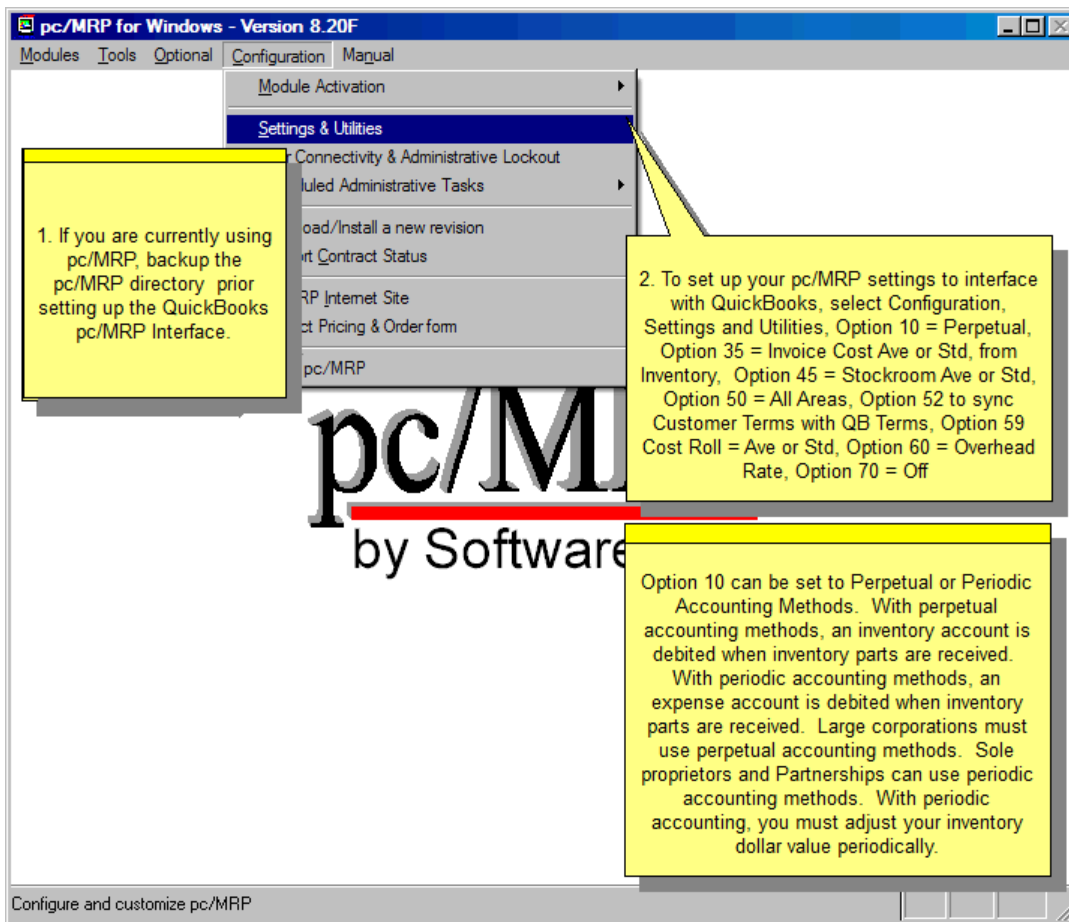 pc/MRP for Windows - Version 8.20F
Modules Tools Optional Configuration Manual
Module Activation
Settings & Utilities
Connectivity & Administrative Lockout
Administrative Tasks
/Install a new revision
Contract Status
Internet Site
Pricing & Order form
pc/MRP
1. If you are currently using
pc/MRP, backup the
pc/MRP directory prior
setting up the QuickBooks
pc/MRP Interface.
2. To set up your pc/MRP settings to interface
with QuickBooks, select Configuration,
Settings and Utilities, Option 10 = Perpetual,
Option 35 = Invoice Cost Ave or Std, from
Inventory, Option 45 = Stockroom Ave or Std,
Option 50 = All Areas, Option 52 to sync
Customer Terms with QB Terms, Option 59
Cost Roll = Ave or Std, Option 60 = Overhead
Rate, Option 70 = Off
pc/M
by Software
Option 10 can be set to Perpetual or Periodic
Accounting Methods. With perpetual
accounting methods, an inventory account is
debited when inventory parts are received.
With periodic accounting methods, an
expense account is debited when inventory
parts are received. Large corporations must
use perpetual accounting methods. Sole
proprietors and Partnerships can use periodic
accounting methods. With periodic
accounting, you must adjust your inventory
dollar value periodically.
Configure and customize pc/MRP